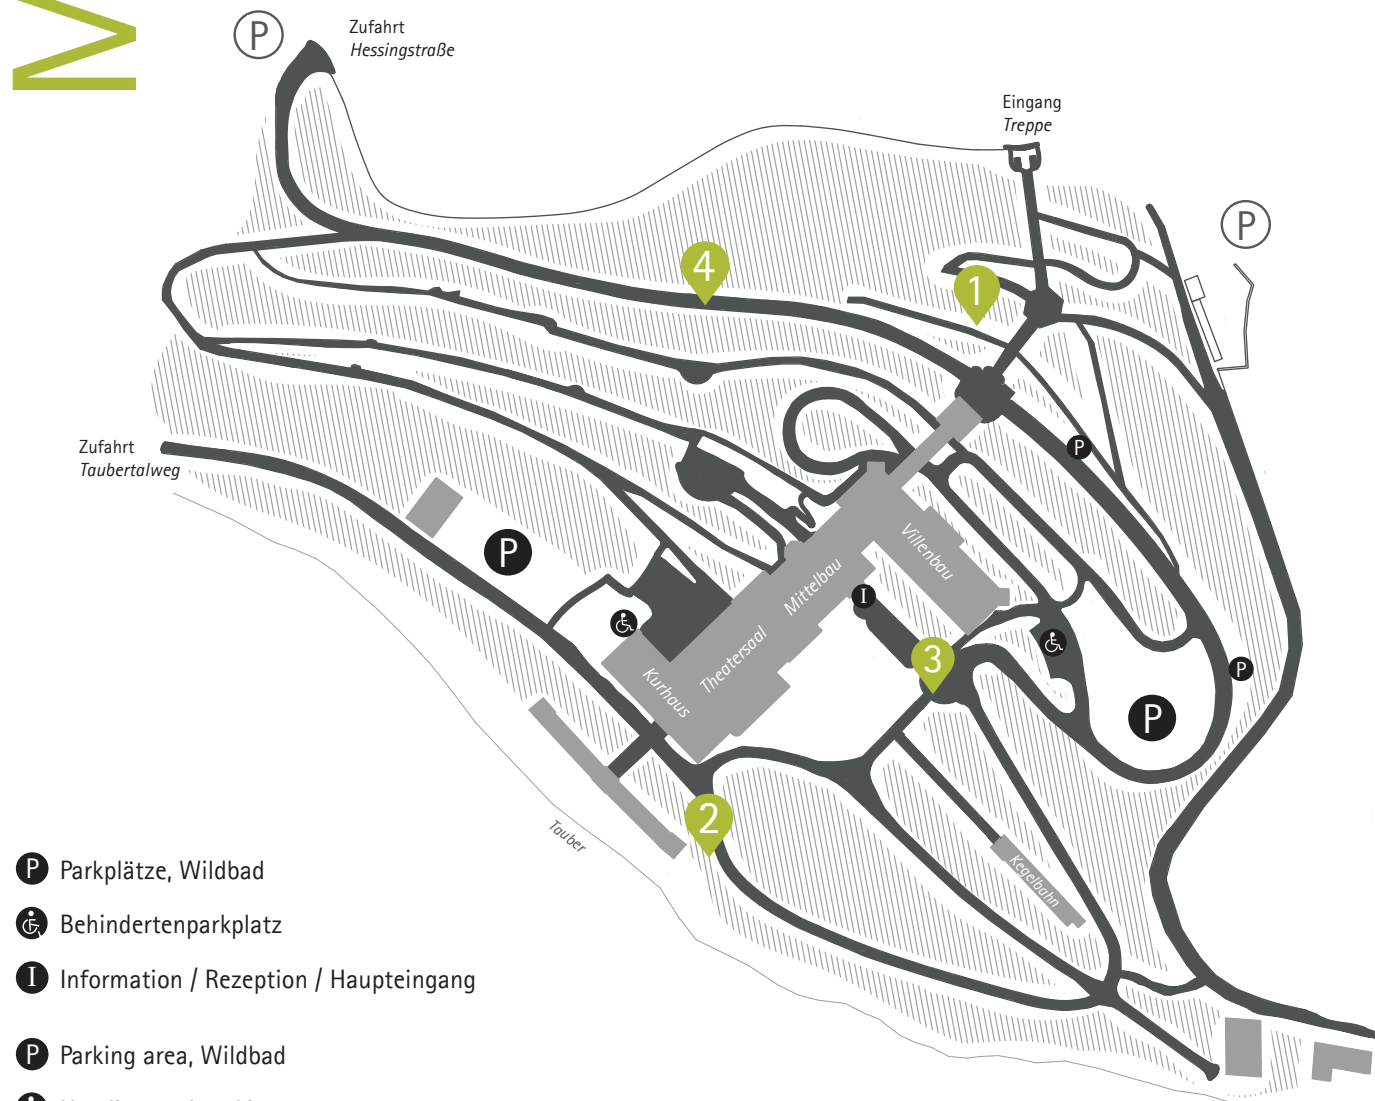 P
Zufahrt
Hessingstraße
Eingang
Treppe
P
4
1
P
Zufahrt
Taubertalweg
Villenbau
P
Mittelbau
I
Theatersaal
3
Kurhaus
P
P
2
Tauber
Kegelbahn
P Parkplätze, Wildbad
Behindertenparkplatz
I Information / Rezeption / Haupteingang
P Parking area, Wildbad